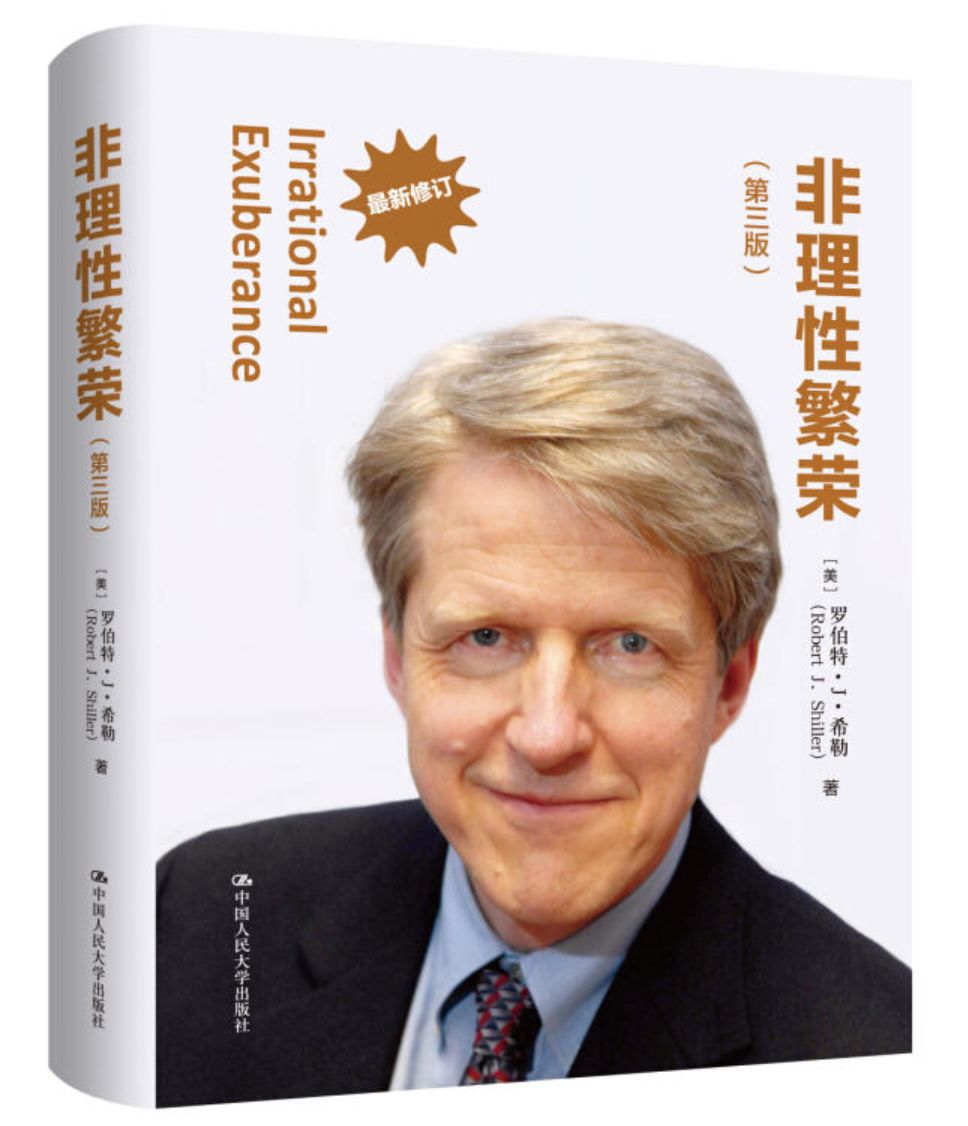 非理性繁荣
（第三版）
［美］罗伯特·J·希勒
（Robert J. Shiller）
著
中国人民大学出版社
非理性繁荣
（第三版）
［美］罗伯特·J·希勒
（Robert J. Shiller）
著
最新修订
Irrational
Exuberance
中国人民大学出版社